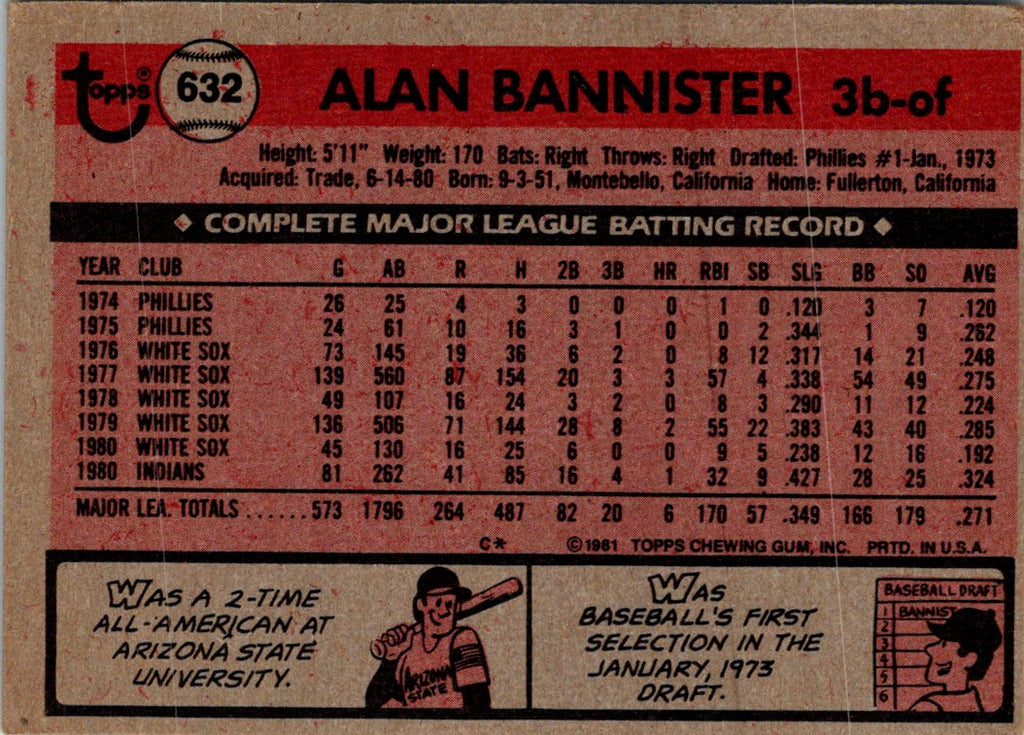 topps® 632 ALAN BANNISTER 3b-of
Height: 5'11" Weight: 170 Bats: Right Throws: Right Drafted: Phillies #1-Jan., 1973
Acquired: Trade, 6-14-80 Born: 9-3-51, Montebello, California Home: Fullerton, California
COMPLETE MAJOR LEAGUE BATTING RECORD
YEAR CLUB G AB R H 2B 3B HR RBI SB SLG BB SO AVG
1974 PHILLIES 26 25 4 3 0 0 0 1 0 .120 3 7 .120
1975 PHILLIES 24 61 10 16 3 1 0 0 2 .344 1 9 .262
1976 WHITE SOX 73 145 19 36 6 2 0 8 12 .317 14 21 .248
1977 WHITE SOX 139 560 87 154 20 3 3 57 4 .338 54 49 .275
1978 WHITE SOX 49 107 16 24 3 2 0 8 3 .290 11 12 .224
1979 WHITE SOX 136 506 71 144 28 8 2 55 22 .383 43 40 .285
1980 WHITE SOX 45 130 16 25 6 0 0 9 5 .238 12 16 .192
1980 INDIANS 81 262 41 85 16 4 1 32 9 .427 28 25 .324
MAJOR LEA. TOTALS ......573 1796 264 487 82 20 6 170 57 .349 166 179 .271
C* ©1981 TOPPS CHEWING GUM, INC. PRTD. IN U.S.A.
WAS A 2-TIME
ALL-AMERICAN AT
ARIZONA STATE
UNIVERSITY.
ARIZONA
STATE
WAS
BASEBALL'S FIRST
SELECTION IN THE
JANUARY, 1973
DRAFT.
BASEBALL DRAFT
1 BANNIST
2
3
4
5
6